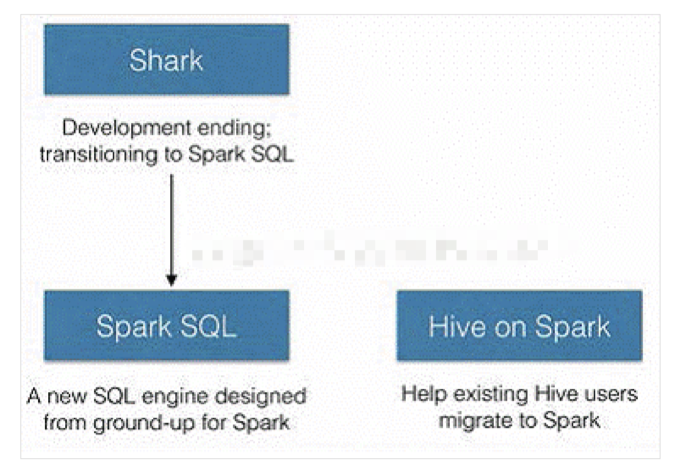 Shark
Development ending;
transitioning to Spark SQL
Spark SQL
Hive on Spark
A new SQL engine designed
from ground-up for Spark
Help existing Hive users
migrate to Spark